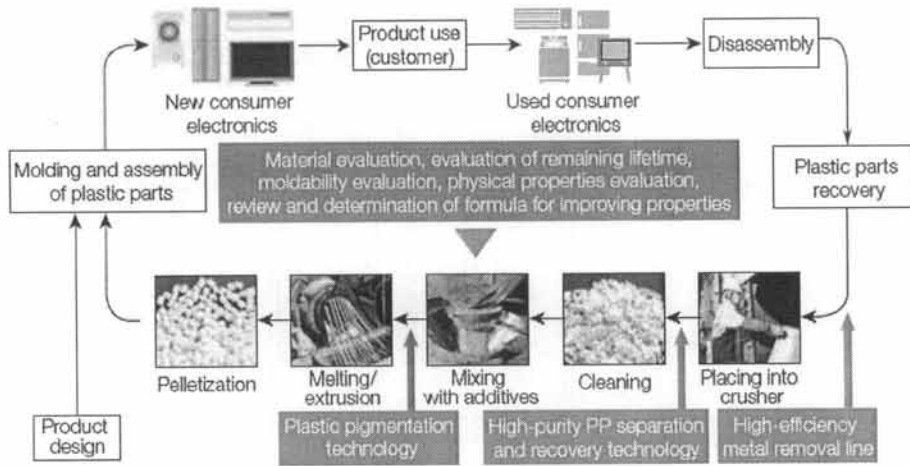 Product use
(customer)
Disassembly
New consumer
electronics
Used consumer
electronics
Molding and assembly
of plastic parts
Material evaluation, evaluation of remaining lifetime,
moldability evaluation, physical properties evaluation,
review and determination of formula for improving properties
Plastic parts
recovery
Pelletization
Melting/
extrusion
Mixing
with additives
Cleaning
Placing into
crusher
Product
design
Plastic pigmentation
technology
High-purity PP separation
and recovery technology
High-efficiency
metal removal line